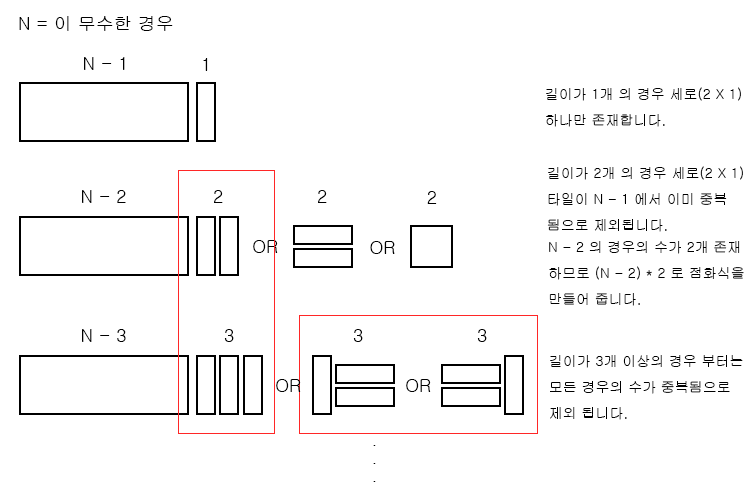 N = 이 무수한 경우
N - 1
1
길이가 1개 의 경우 세로(2 X 1)
하나만 존재합니다.
N - 2
2
2
2
OR
OR
길이가 2개 의 경우 세로(2 X 1)
타일이 N - 1 에서 이미 중복
됨으로 제외됩니다.
N - 2 의 경우의 수가 2개 존재
하므로 (N - 2) * 2 로 점화식을
만들어 줍니다.
N - 3
3
3
3
OR
OR
길이가 3개 이상의 경우 부터는
모든 경우의 수가 중복됨으로
제외 됩니다.
.
.
.